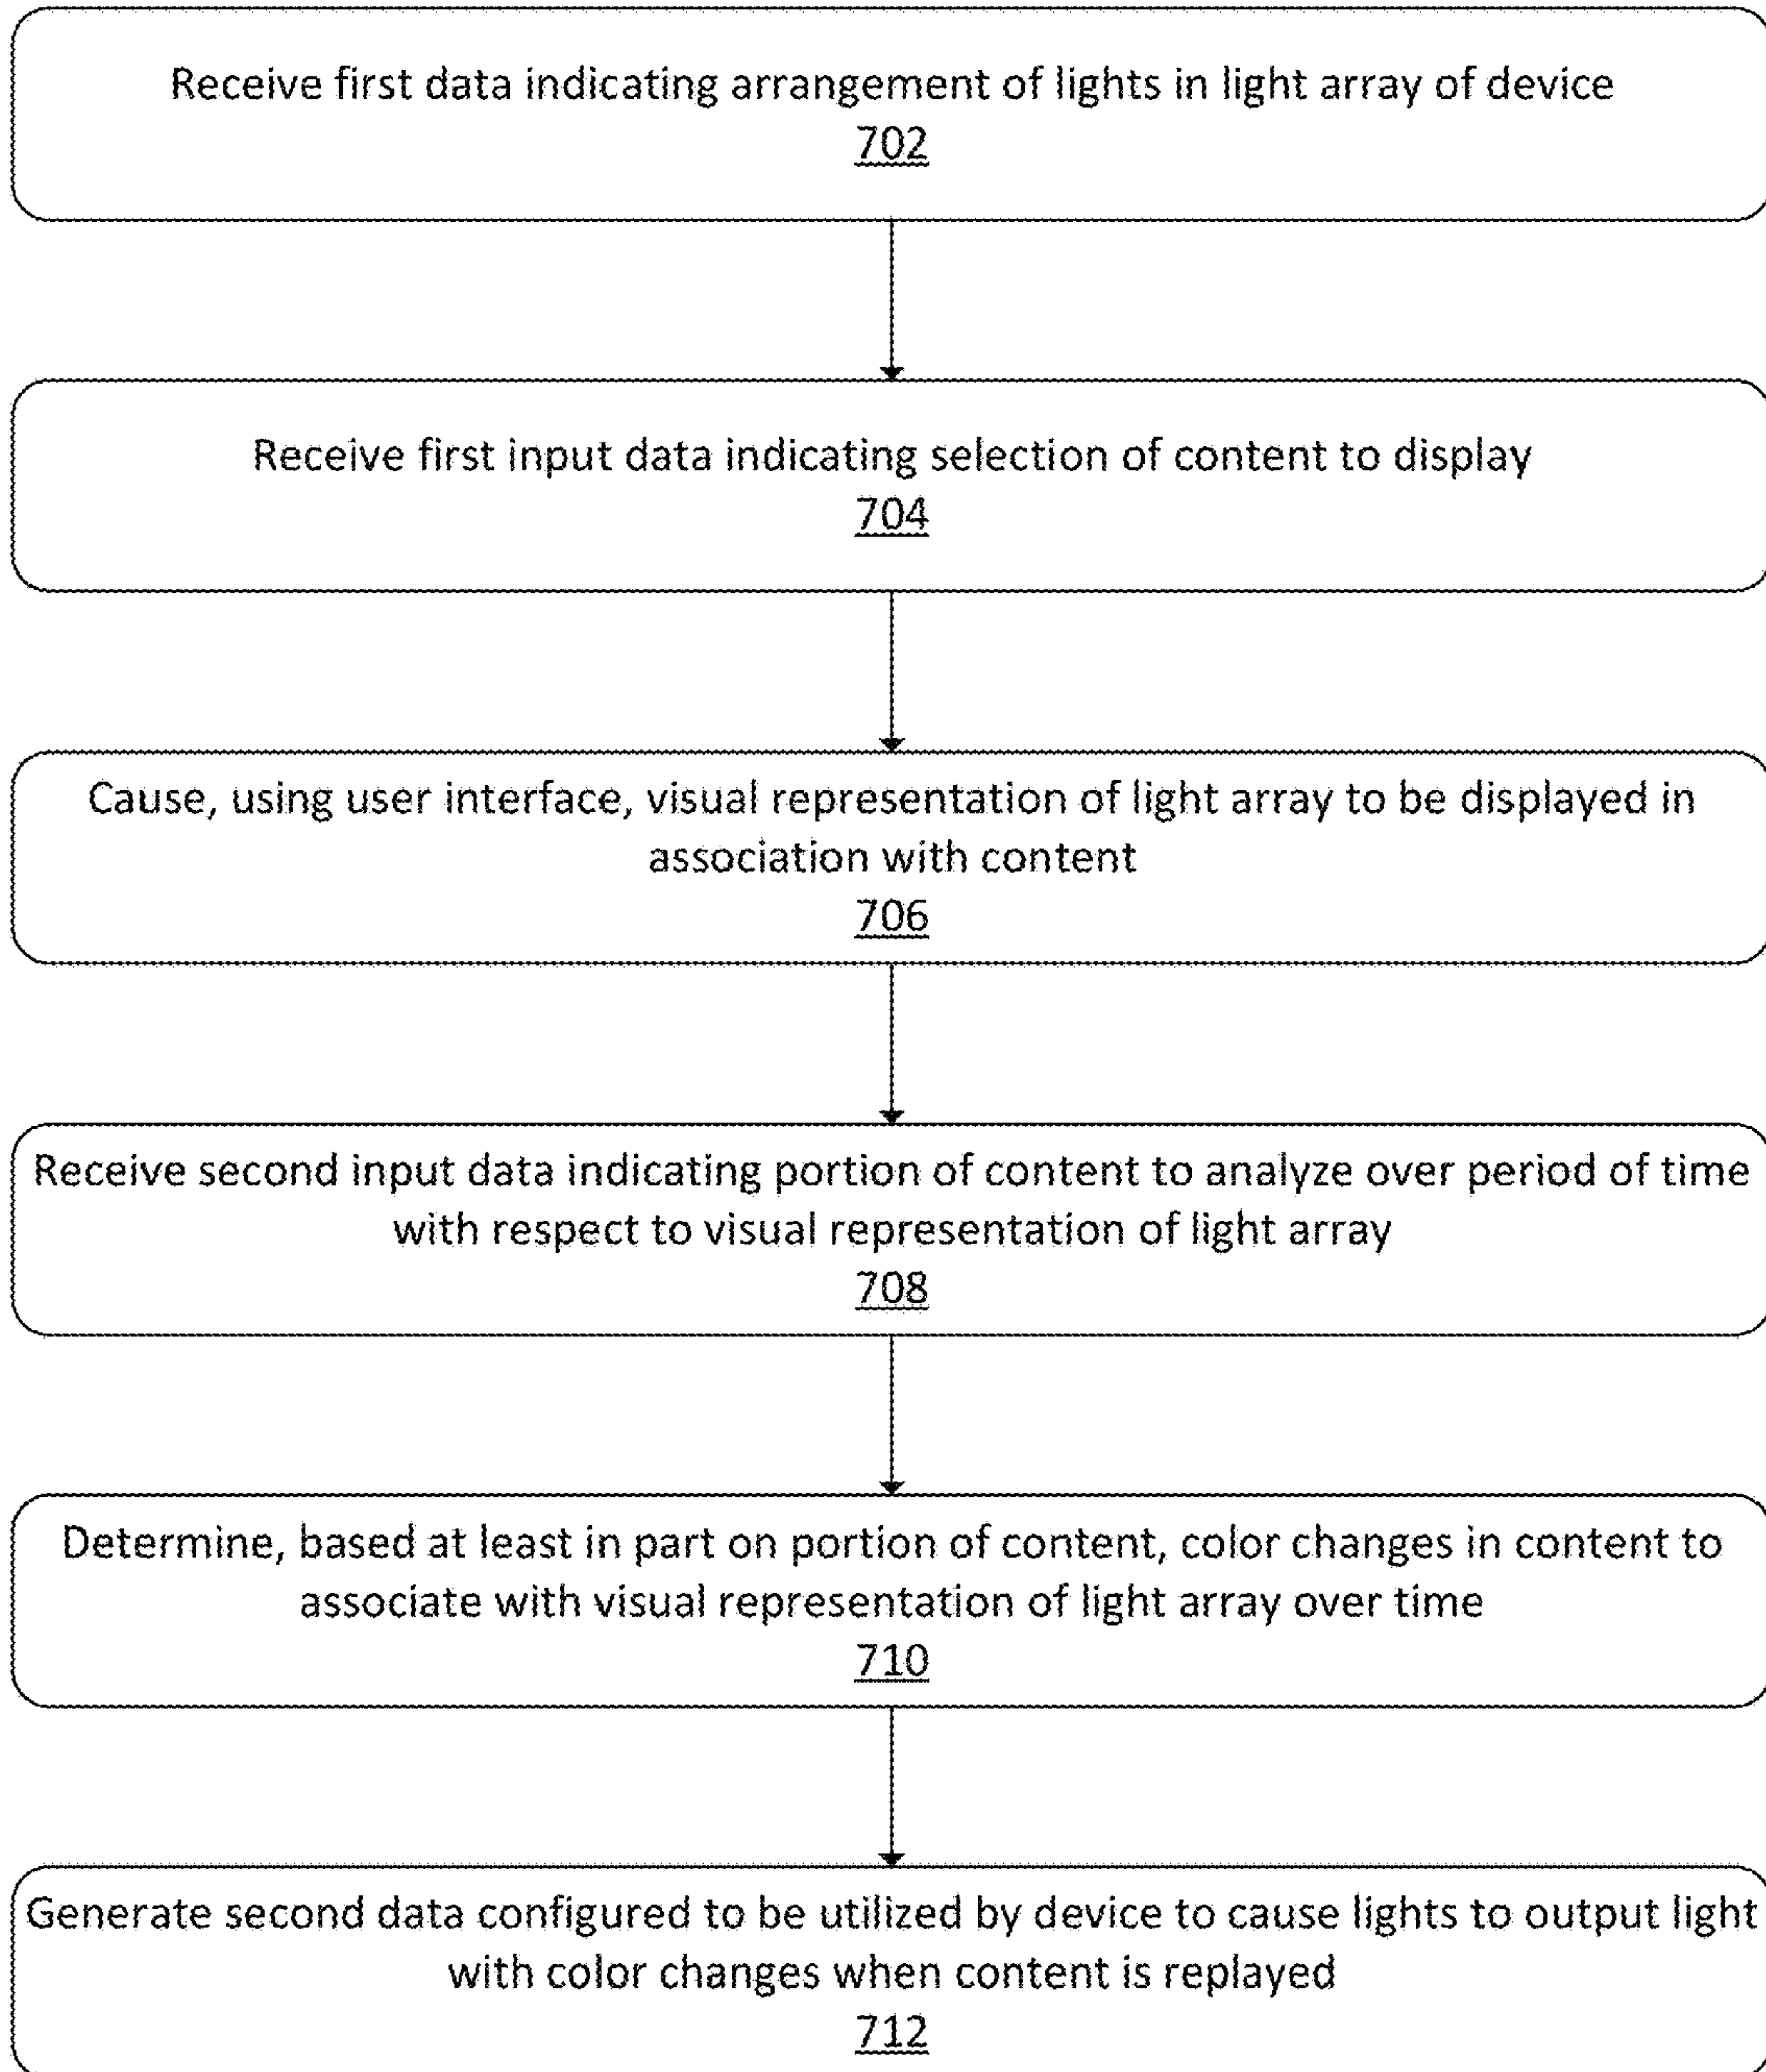 Receive first data indicating arrangement of lights in light array of device
702
Receive first input data indicating selection of content to display
704
Cause, using user interface, visual representation of light array to be displayed in
association with content
706
Receive second input data indicating portion of content to analyze over period of time
with respect to visual representation of light array
708
Determine, based at least in part on portion of content, color changes in content to
associate with visual representation of light array over time
710
Generate second data configured to be utilized by device to cause lights to output light
with color changes when content is replayed
712